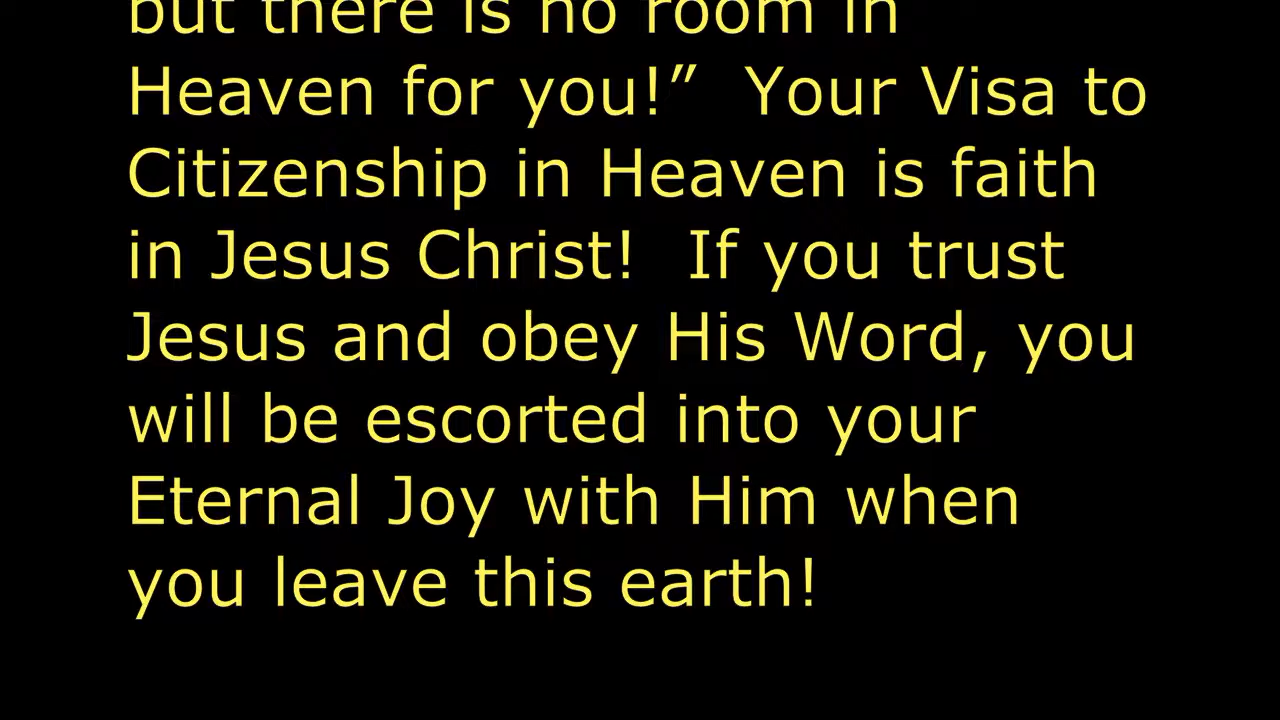 but there is no room in
Heaven for you!”  Your Visa to
Citizenship in Heaven is faith
in Jesus Christ!  If you trust
Jesus and obey His Word, you
will be escorted into your
Eternal Joy with Him when
you leave this earth!